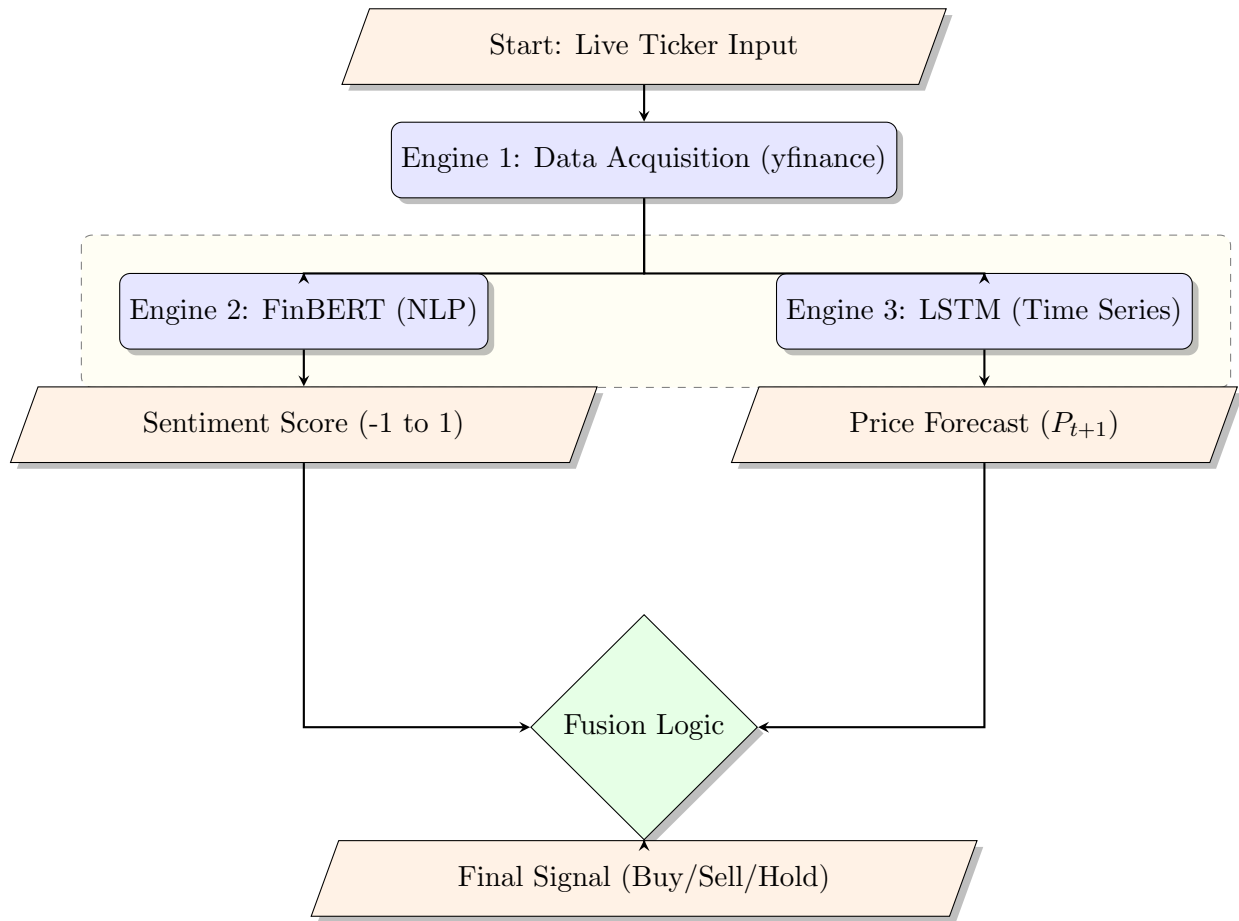 Start: Live Ticker Input
Engine 1: Data Acquisition (yfinance)
Engine 2: FinBERT (NLP)
Engine 3: LSTM (Time Series)
Sentiment Score (-1 to 1)
Price Forecast (P_{t+1})
Fusion Logic
Final Signal (Buy/Sell/Hold)